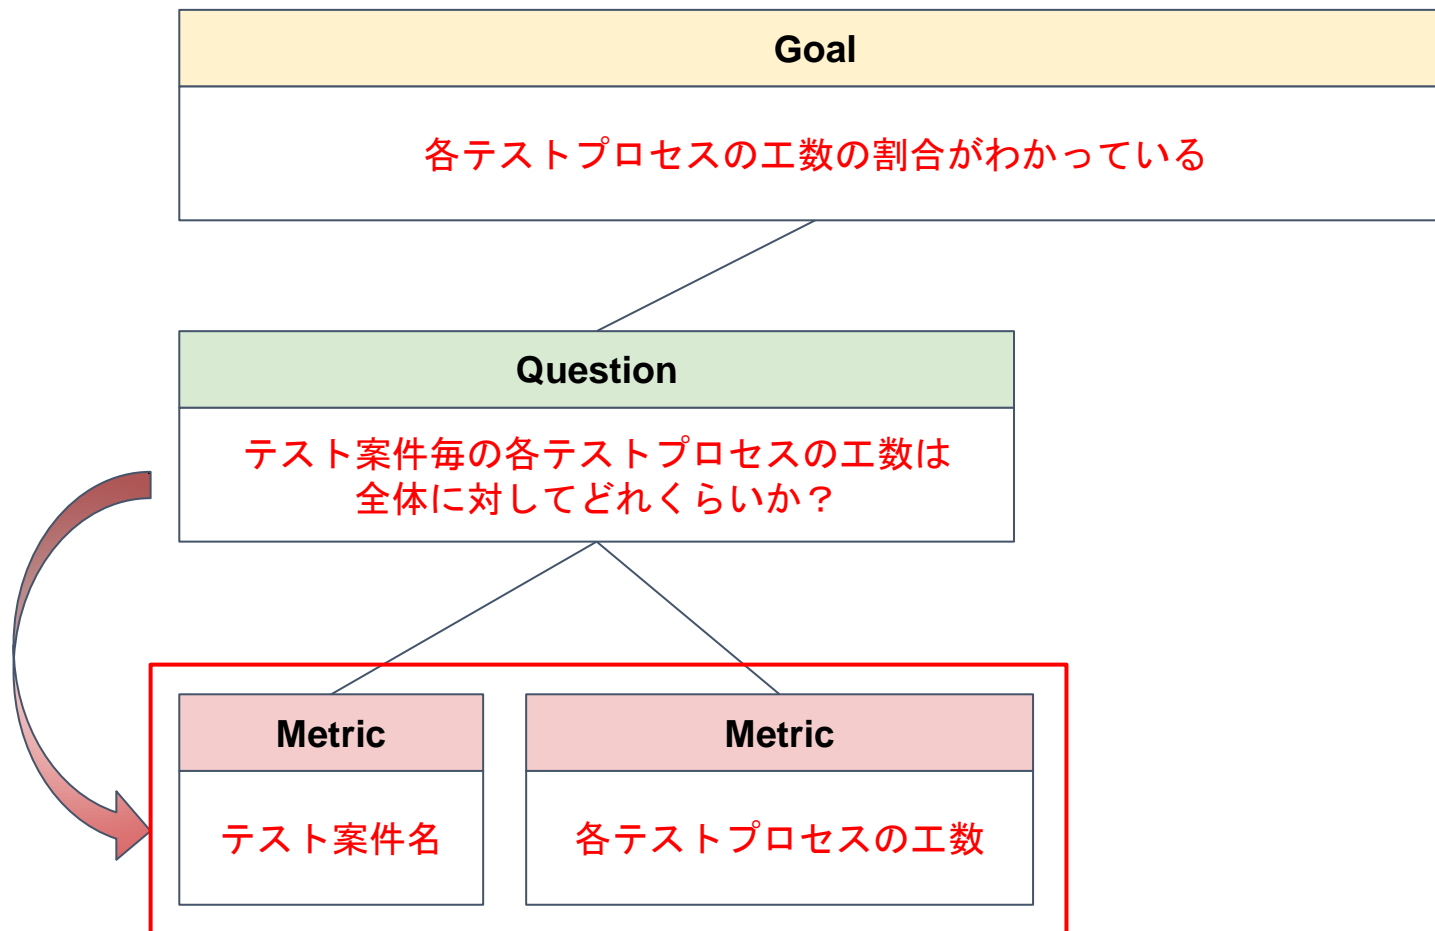 Goal
各テストプロセスの工数の割合がわかっている
Question
テスト案件毎の各テストプロセスの工数は
全体に対してどれくらいか？
Metric
Metric
テスト案件名
各テストプロセスの工数